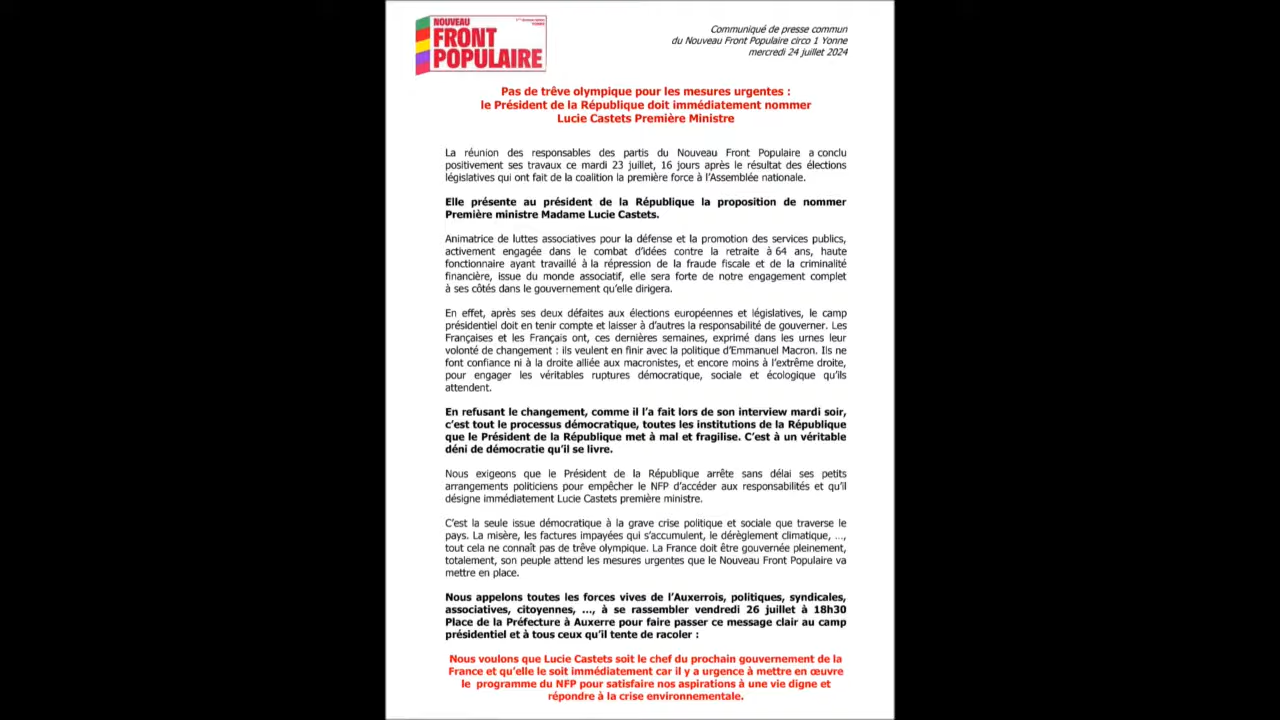 NOUVEAU
FRONT
POPULAIRE
YONNE
Communiqué de presse commun
du Nouveau Front Populaire circo 1 Yonne
mercredi 24 juillet 2024
Pas de trêve olympique pour les mesures urgentes :
le Président de la République doit immédiatement nommer
Lucie Castets Première Ministre
La réunion des responsables des partis du Nouveau Front Populaire a conclu
positivement ses travaux ce mardi 23 juillet, 16 jours après le résultat des élections
législatives qui ont fait de la coalition la première force à l'Assemblée nationale.
Elle présente au président de la République la proposition de nommer
Première ministre Madame Lucie Castets.
Animatrice de luttes associatives pour la défense et la promotion des services publics,
activement engagée dans le combat d'idées contre la retraite à 64 ans, haute
fonctionnaire ayant travaillé à la répression de la fraude fiscale et de la criminalité
financière, issue du monde associatif, elle sera forte de notre engagement complet
à ses côtés dans le gouvernement qu'elle dirigera.
En effet, après ses deux défaites aux élections européennes et législatives, le camp
présidentiel doit en tenir compte et laisser à d'autres la responsabilité de gouverner. Les
Françaises et les Français ont, ces dernières semaines, exprimé dans les urnes leur
volonté de changement : ils veulent en finir avec la politique d'Emmanuel Macron. Ils ne
font confiance ni à la droite alliée aux macronistes, et encore moins à l'extrême droite,
pour engager les véritables ruptures démocratique, sociale et écologique qu'ils
attendent.
En refusant le changement, comme il l'a fait lors de son interview mardi soir,
c'est tout le processus démocratique, toutes les institutions de la République
que le Président de la République met à mal et fragilise. C'est à un véritable
déni de démocratie qu'il se livre.
Nous exigeons que le Président de la République arrête sans délai ses petits
arrangements politiciens pour empêcher le NFP d'accéder aux responsabilités et qu'il
désigne immédiatement Lucie Castets première ministre.
C'est la seule issue démocratique à la grave crise politique et sociale que traverse le
pays. La misère, les factures impayées qui s'accumulent, le dérèglement climatique, ...,
tout cela ne connaît pas de trêve olympique. La France doit être gouvernée pleinement,
totalement, son peuple attend les mesures urgentes que le Nouveau Front Populaire va
mettre en place.
Nous appelons toutes les forces vives de l'Auxerrois, politiques, syndicales,
associatives, citoyennes, ..., à se rassembler vendredi 26 juillet à 18h30
Place de la Préfecture à Auxerre pour faire passer ce message clair au camp
présidentiel et à tous ceux qu'il tente de racoler :
Nous voulons que Lucie Castets soit le chef du prochain gouvernement de la
France et qu'elle le soit immédiatement car il y a urgence à mettre en œuvre
le programme du NFP pour satisfaire nos aspirations à une vie digne et
répondre à la crise environnementale.